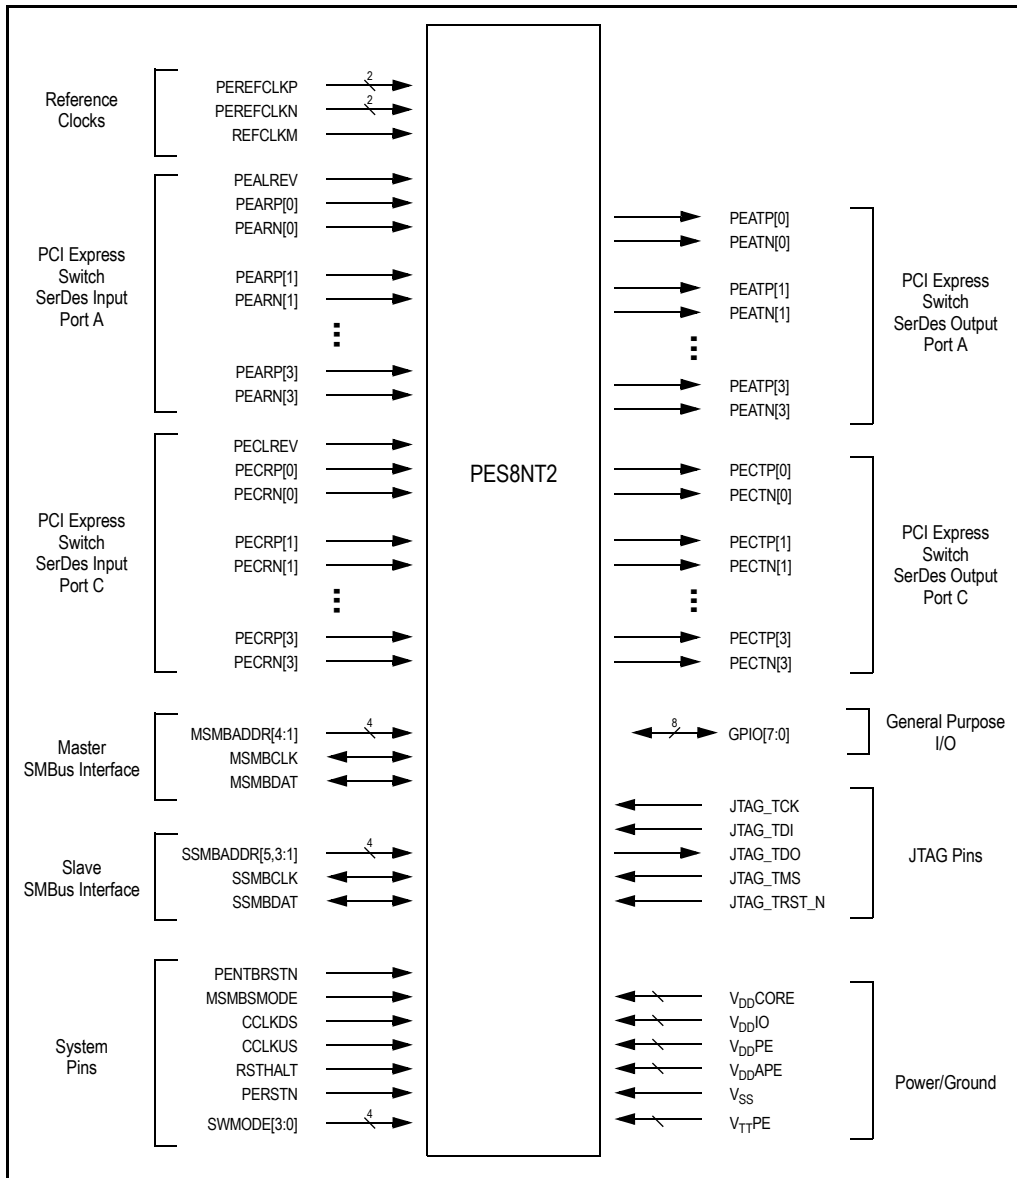 Reference
Clocks
2
PEREFCLKP
2
PEREFCLKN
REFCLKM
PCI Express
Switch
SerDes Input
Port A
PEALREV
PEARP[0]
PEARN[0]
PEARP[1]
PEARN[1]
PEARP[3]
PEARN[3]
PCI Express
Switch
SerDes Input
Port C
PECLREV
PECRP[0]
PECRN[0]
PECRP[1]
PECRN[1]
PECRP[3]
PECRN[3]
Master
SMBus Interface
MSMBADDR[4:1]
4
MSMBCLK
MSMBDAT
Slave
SMBus Interface
SSMBADDR[5,3:1]
4
SSMBCLK
SSMBDAT
System
Pins
PENTBRSTN
MSMBSMODE
CCLKDS
CCLKUS
RSTHALT
PERSTN
SWMODE[3:0]
4
PES8NT2
PEATP[0]
PEATN[0]
PEATP[1]
PEATN[1]
PEATP[3]
PEATN[3]
PCI Express
Switch
SerDes Output
Port A
PECTP[0]
PECTN[0]
PECTP[1]
PECTN[1]
PECTP[3]
PECTN[3]
PCI Express
Switch
SerDes Output
Port C
8
GPIO[7:0]
General Purpose
I/O
JTAG_TCK
JTAG_TDI
JTAG_TDO
JTAG_TMS
JTAG_TRST_N
JTAG Pins
VDDCORE
VDDIO
VDDPE
VDDAPE
VSS
VTTPE
Power/Ground